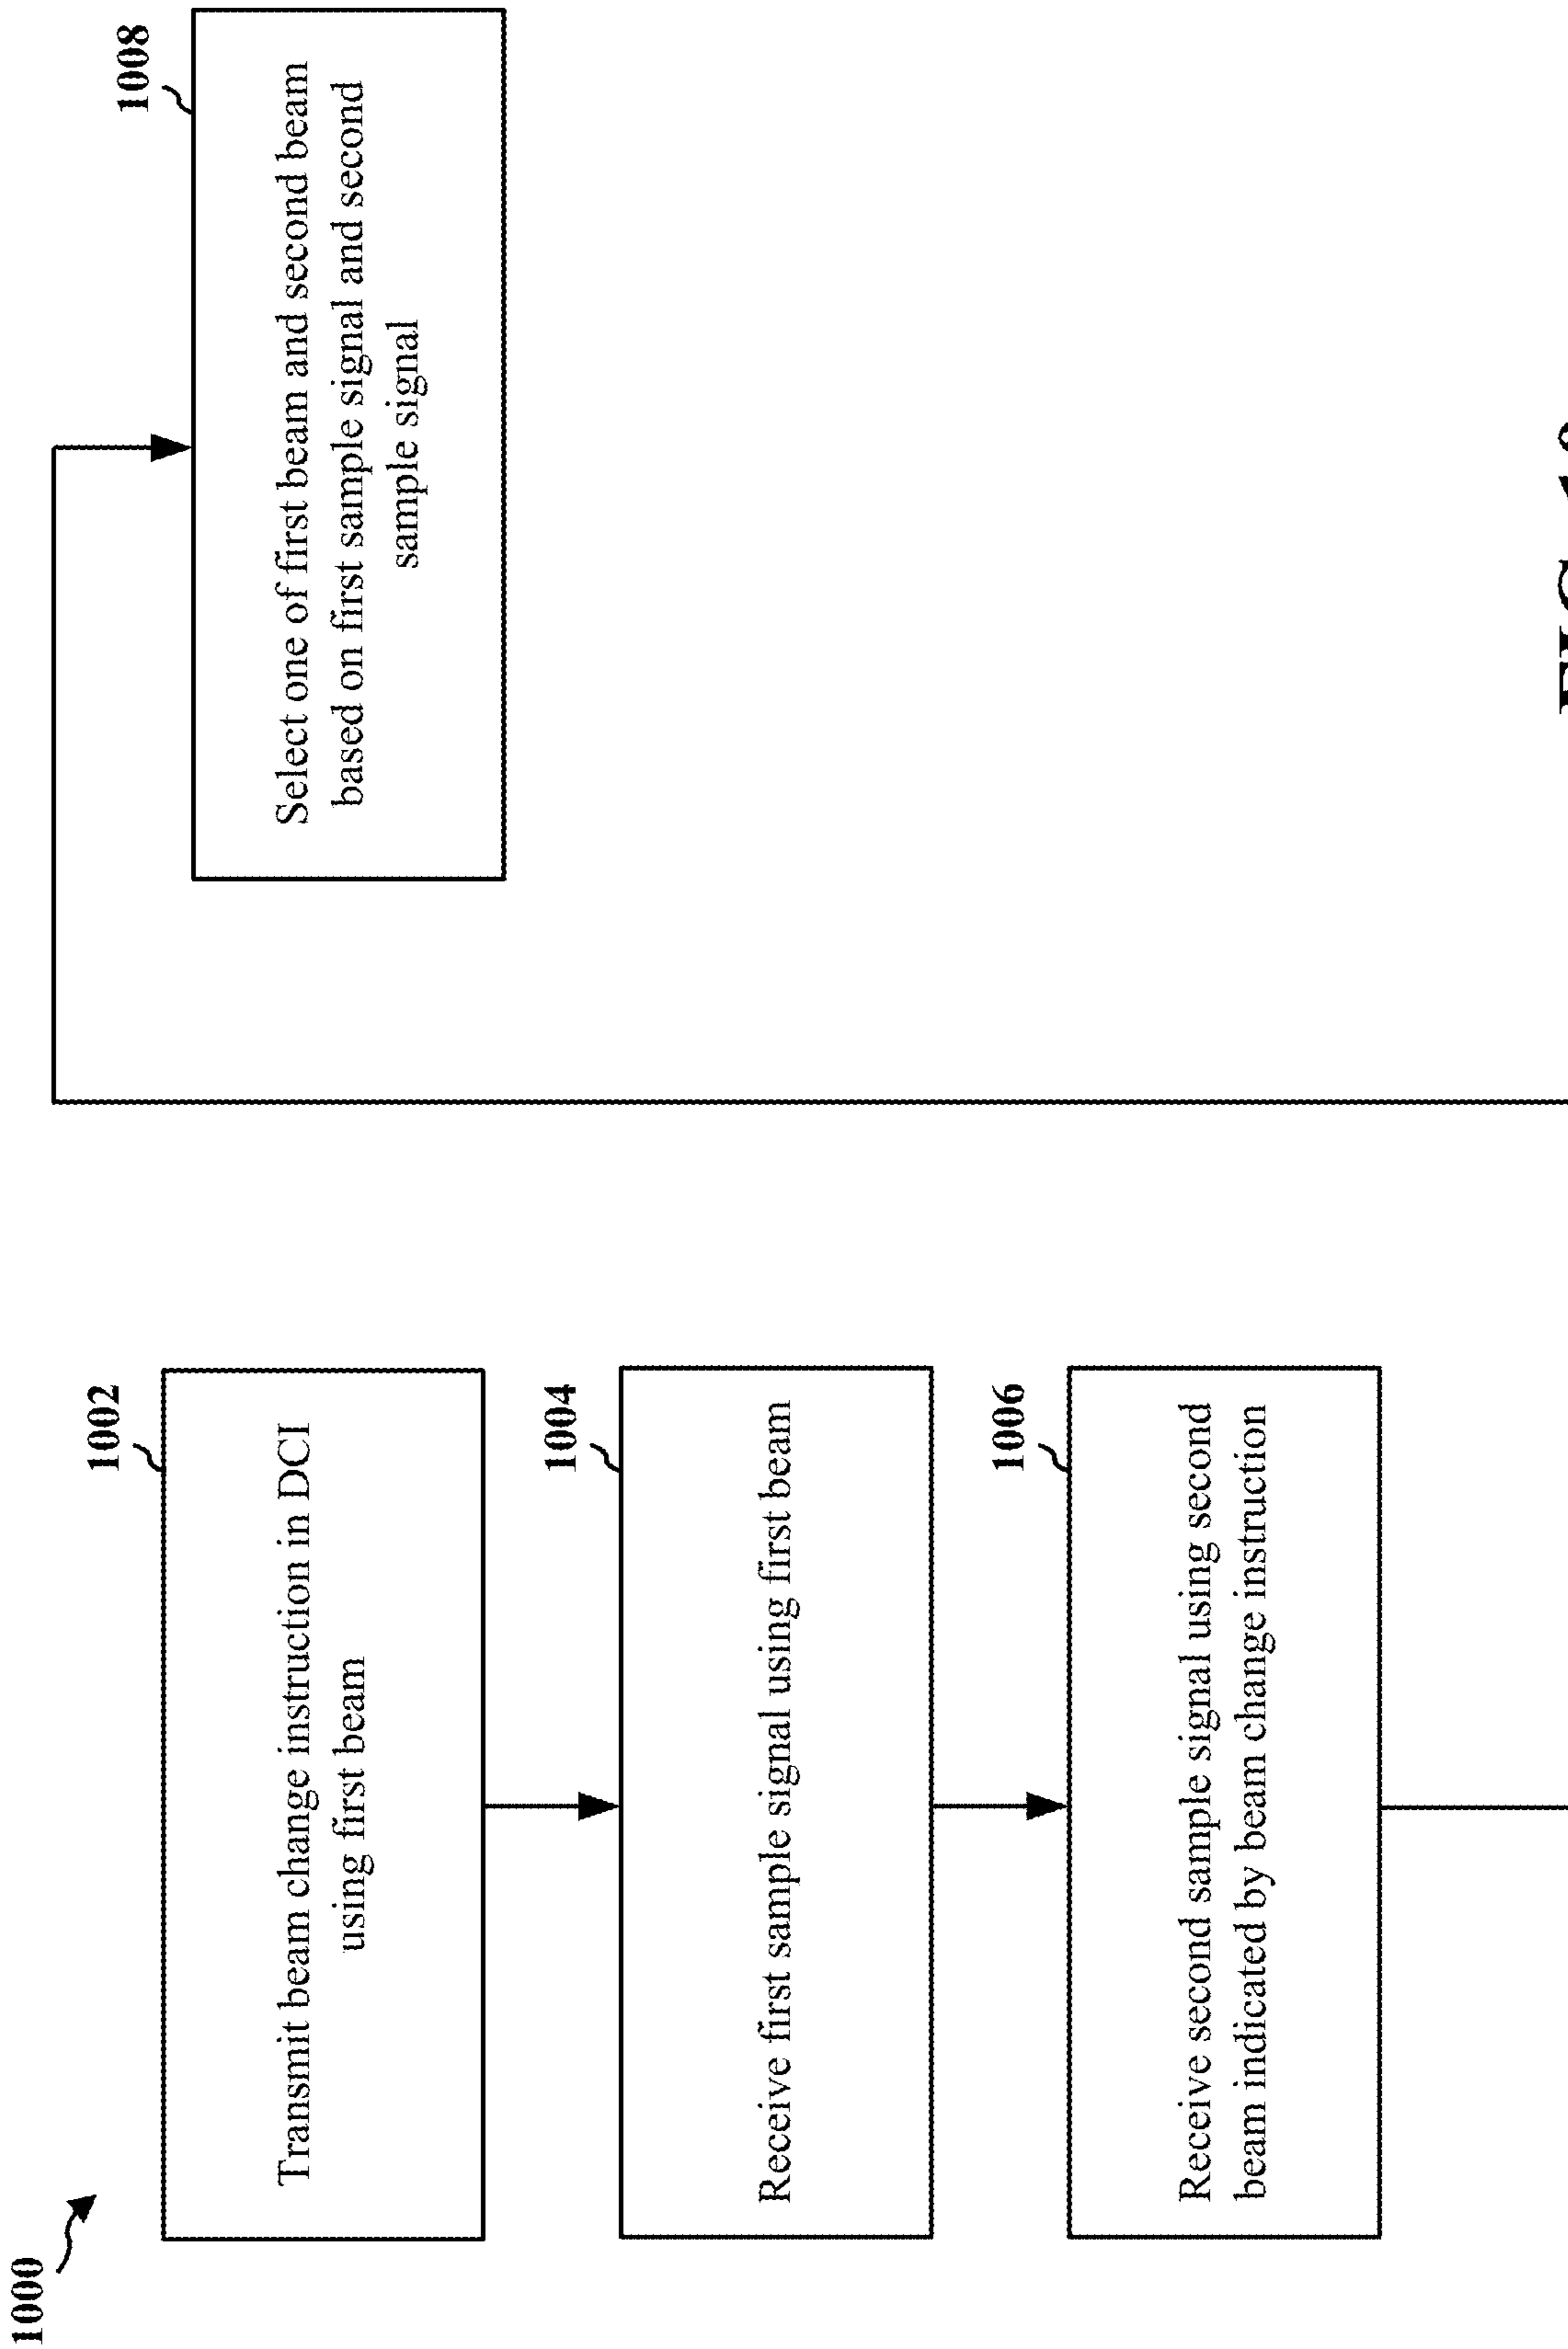 1000
1002
Transmit beam change instruction in DCI
using first beam
1004
Receive first sample signal using first beam
1006
Receive second sample signal using second
beam indicated by beam change instruction
1008
Select one of first beam and second beam
based on first sample signal and second
sample signal